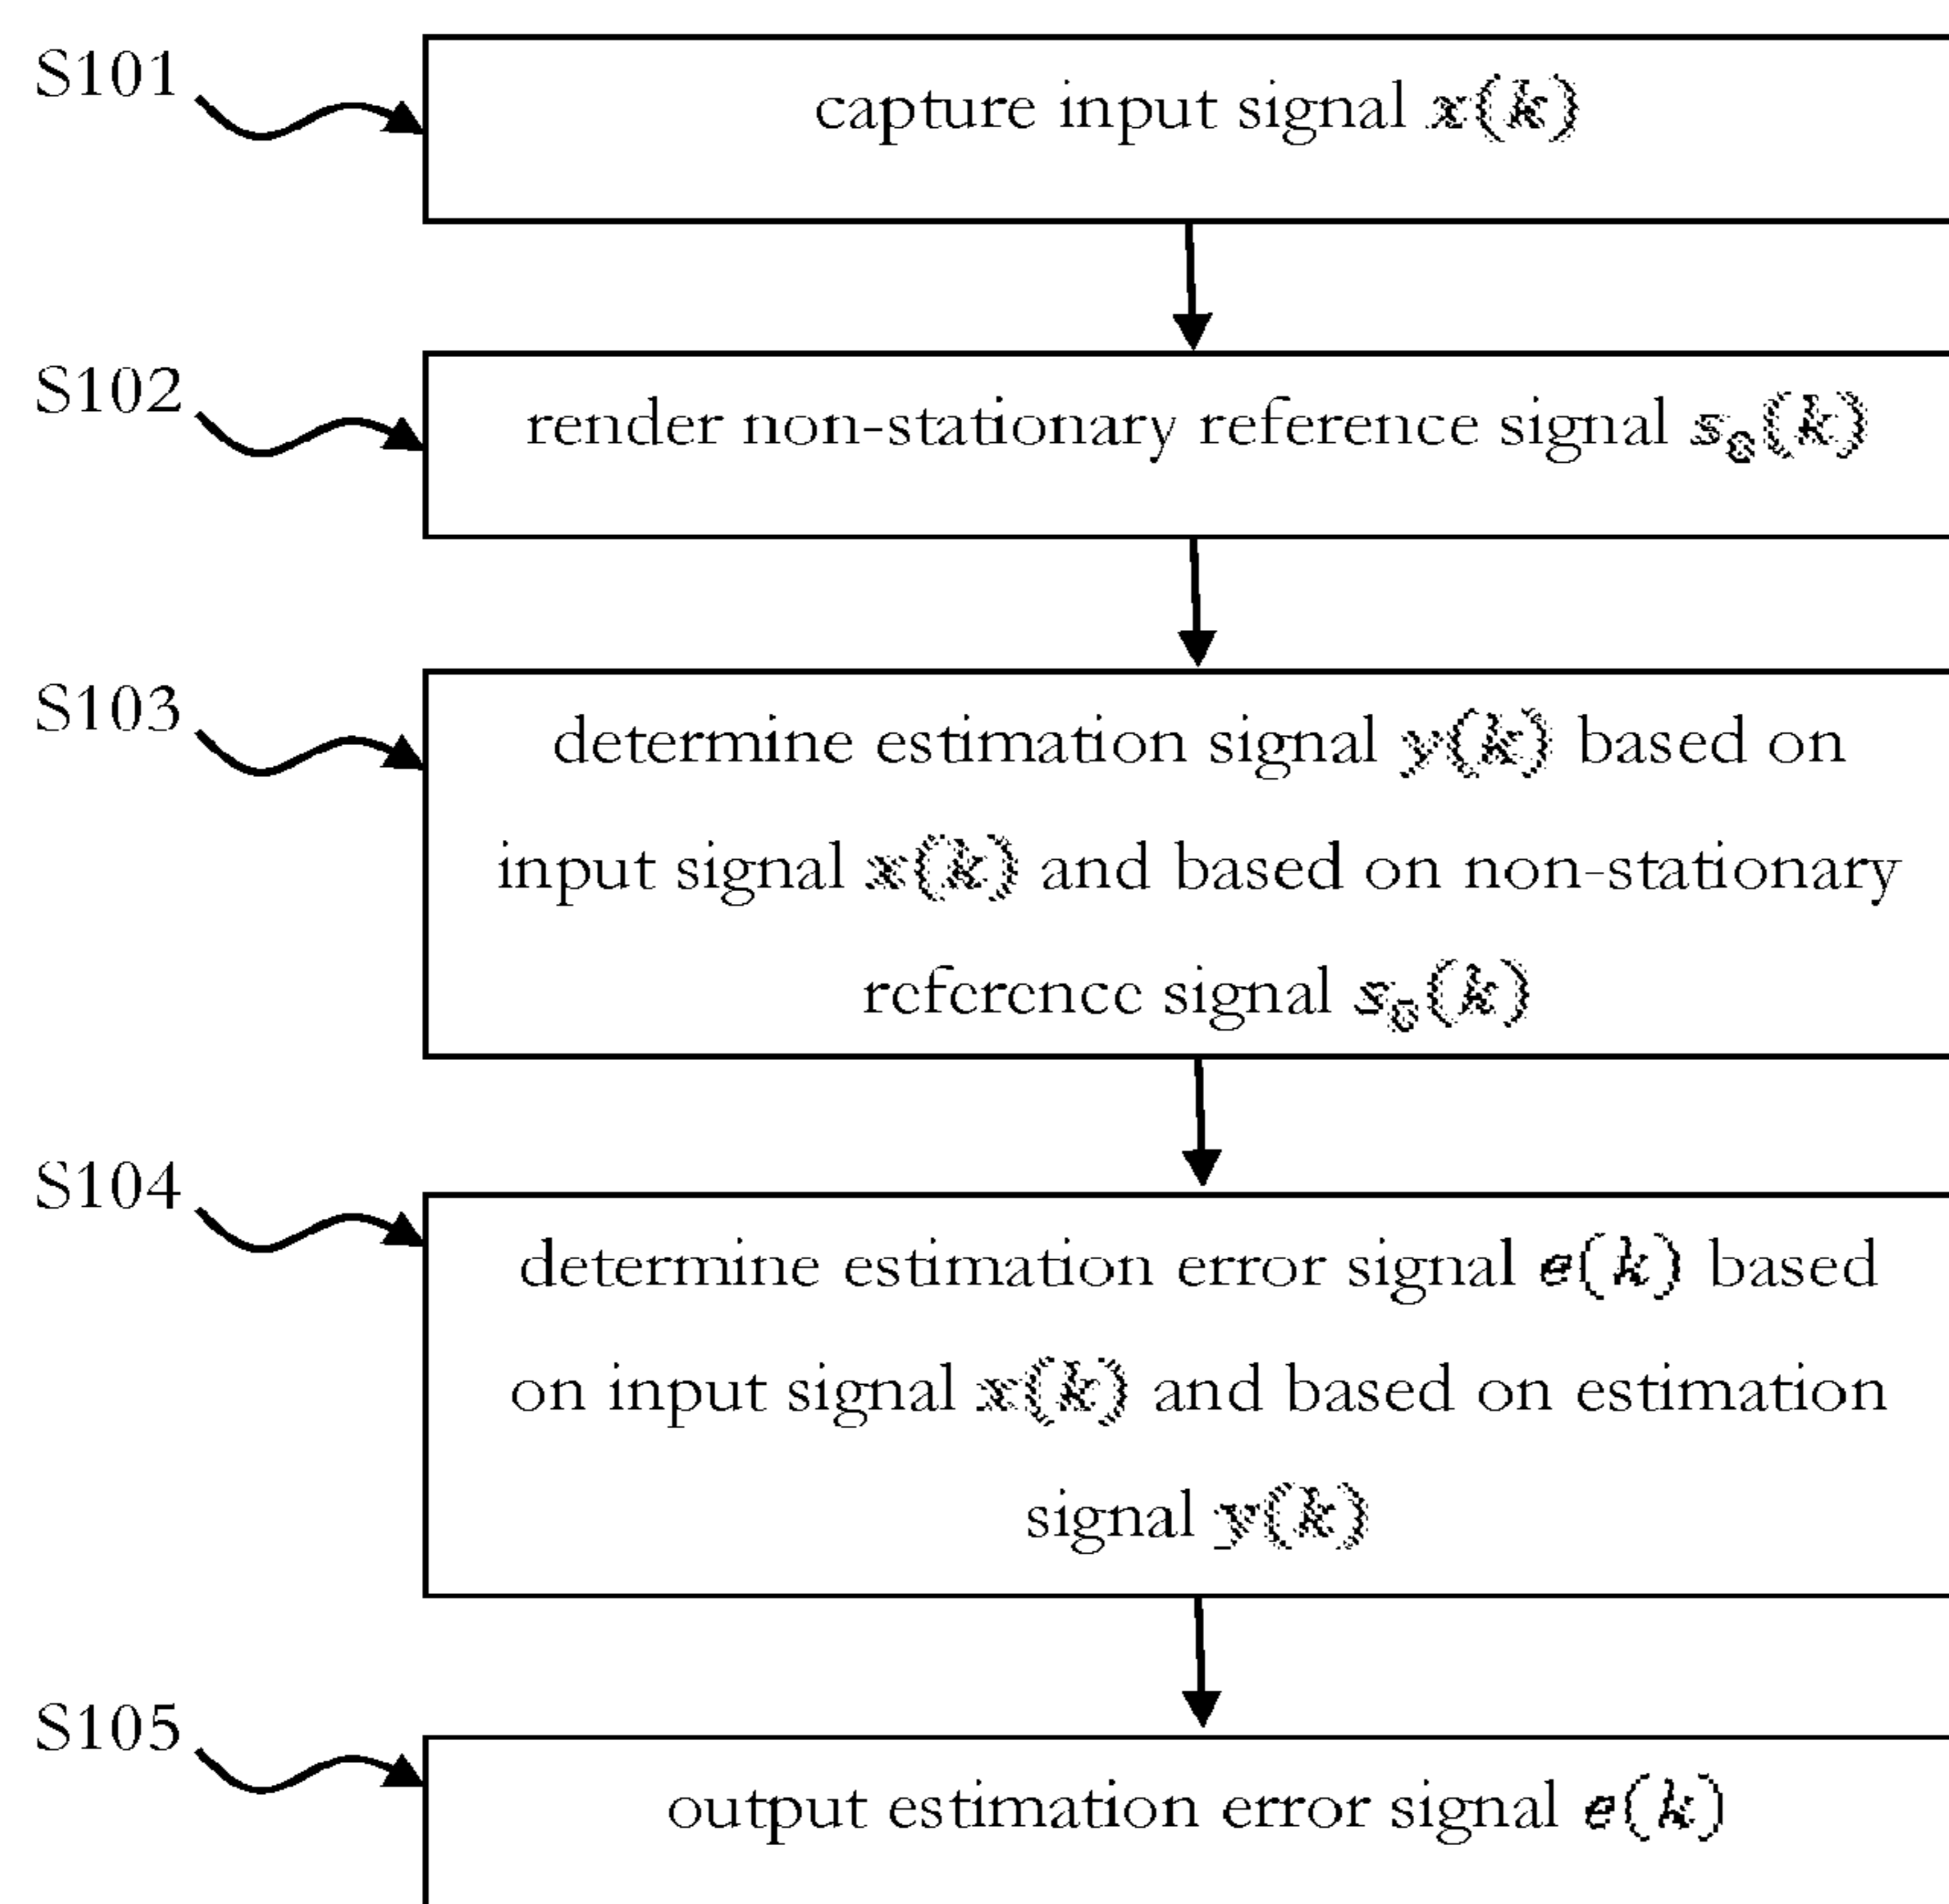 S101
capture input signal x(k)
S102
render non-stationary reference signal s₀(k)
S103
determine estimation signal y(k) based on
input signal x(k) and based on non-stationary
reference signal s₀(k)
S104
determine estimation error signal e(k) based
on input signal x(k) and based on estimation
signal y(k)
S105
output estimation error signal e(k)